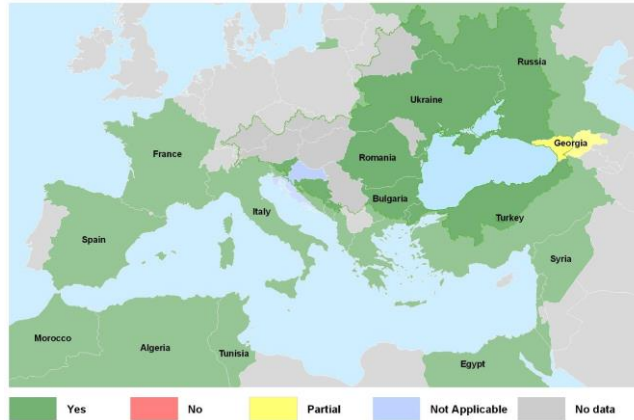 Russia
Ukraine
Georgia
France
Romania
Bulgaria
Italy
Turkey
Spain
Syria
Morocco
Algeria
Tunisia
Egypt
Yes No Partial Not Applicable No data